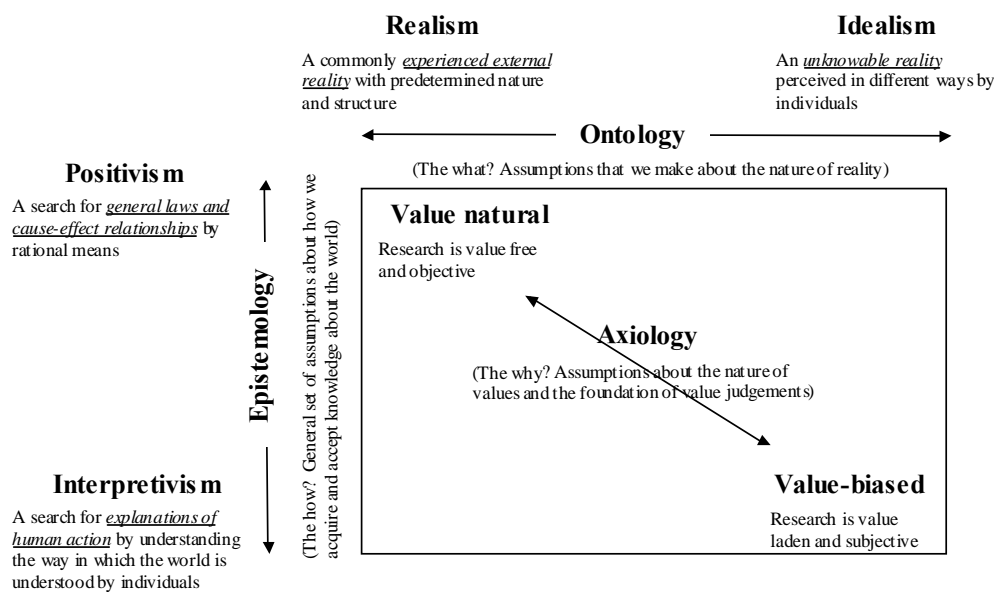 Realism
A commonly experienced external
reality with predetermined nature
and structure
Idealism
An unknowable reality
perceived in different ways by
individuals
Ontology
(The what? Assumptions that we make about the nature of reality)
Positivism
A search for general laws and
cause-effect relationships by
rational means
Epistemology
(The how? General set of assumptions about how we
acquire and accept knowledge about the world)
Interpretivism
A search for explanations of
human action by understanding
the way in which the world is
understood by individuals
Value natural
Research is value free
and objective
Axiology
(The why? Assumptions about the nature of
values and the foundation of value judgements)
Value-biased
Research is value
laden and subjective